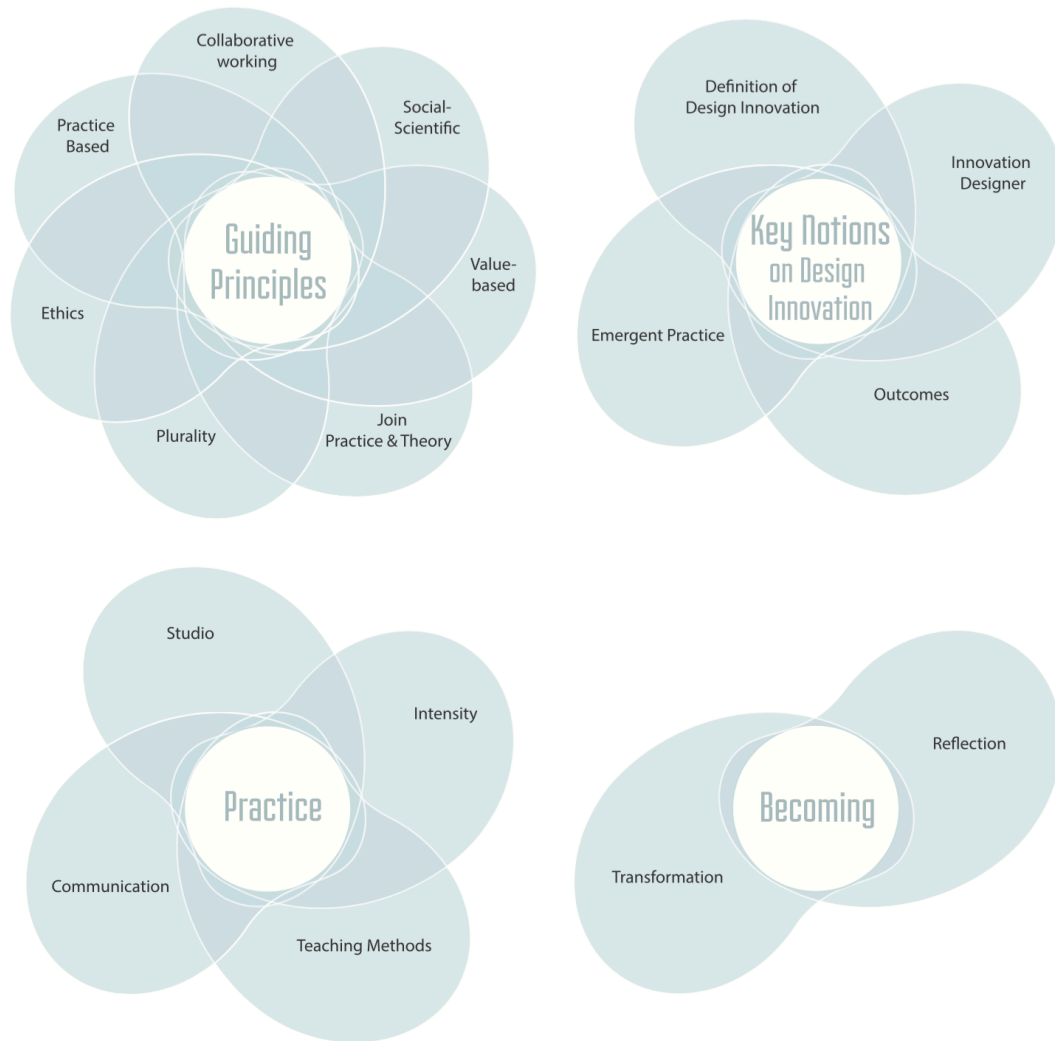 Collaborative
working
Social-
Scientific
Practice
Based
Guiding
Principles
Value-
based
Ethics
Plurality
Join
Practice & Theory
Definition of
Design Innovation
Innovation
Designer
Key Notions
on Design
Innovation
Emergent Practice
Outcomes
Studio
Intensity
Practice
Communication
Teaching Methods
Reflection
Becoming
Transformation